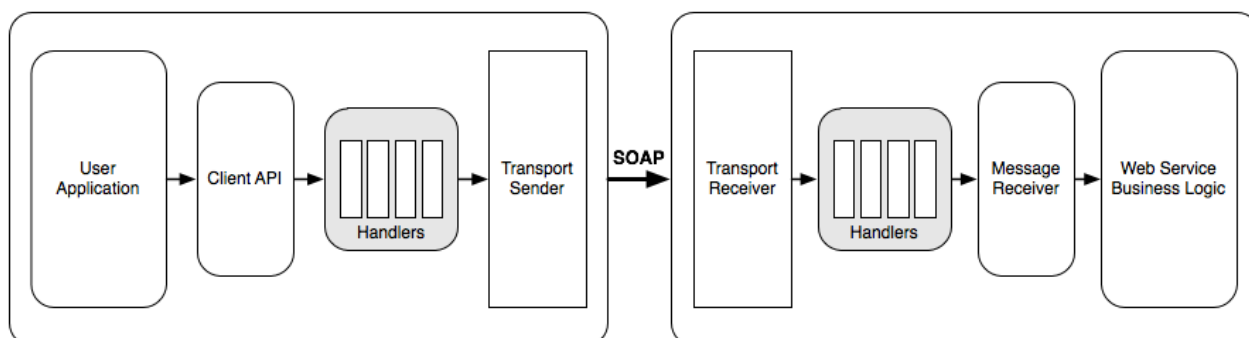 User
Application
Client API
Handlers
Transport
Sender
SOAP
Transport
Receiver
Handlers
Message
Receiver
Web Service
Business Logic